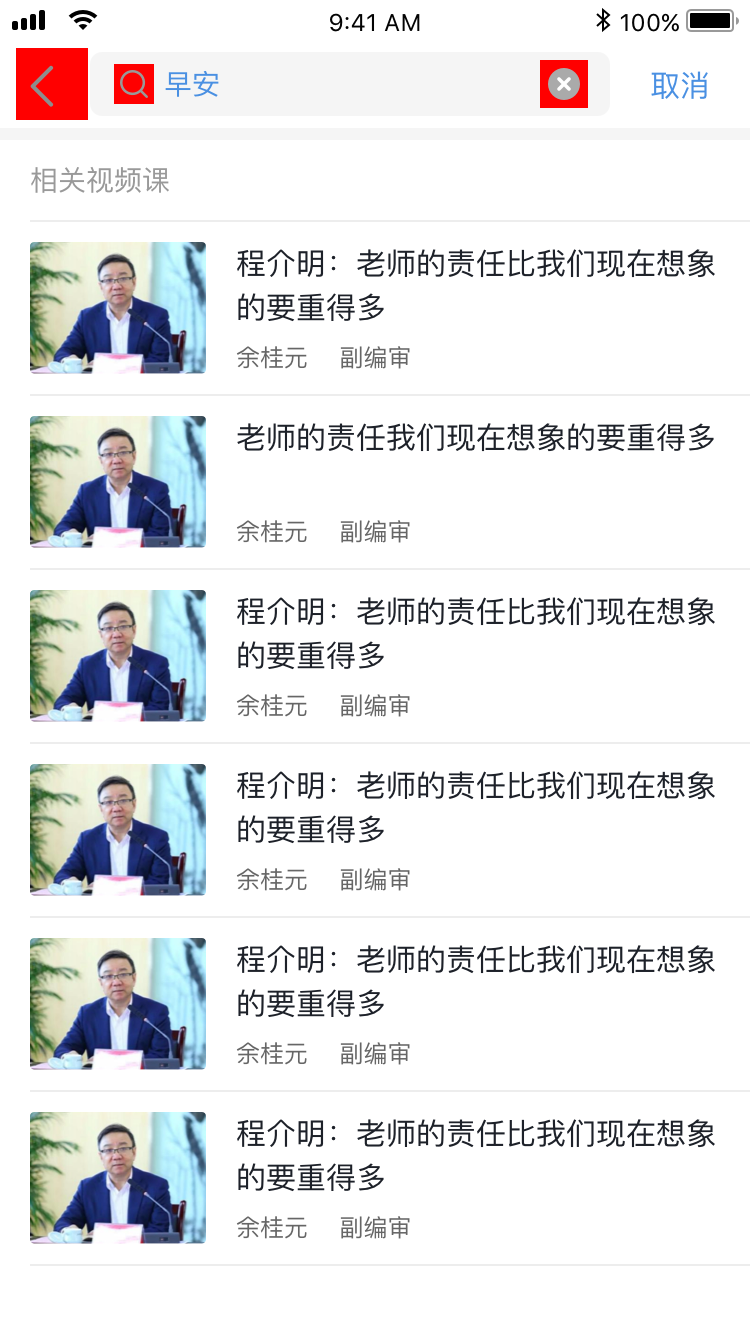 9:41 AM
100%
早安
取消
相关视频课
程介明：老师的责任比我们现在想象
的要重得多
余桂元 副编审
老师的责任我们现在想象的要重得多
余桂元 副编审
程介明：老师的责任比我们现在想象
的要重得多
余桂元 副编审
程介明：老师的责任比我们现在想象
的要重得多
余桂元 副编审
程介明：老师的责任比我们现在想象
的要重得多
余桂元 副编审
程介明：老师的责任比我们现在想象
的要重得多
余桂元 副编审